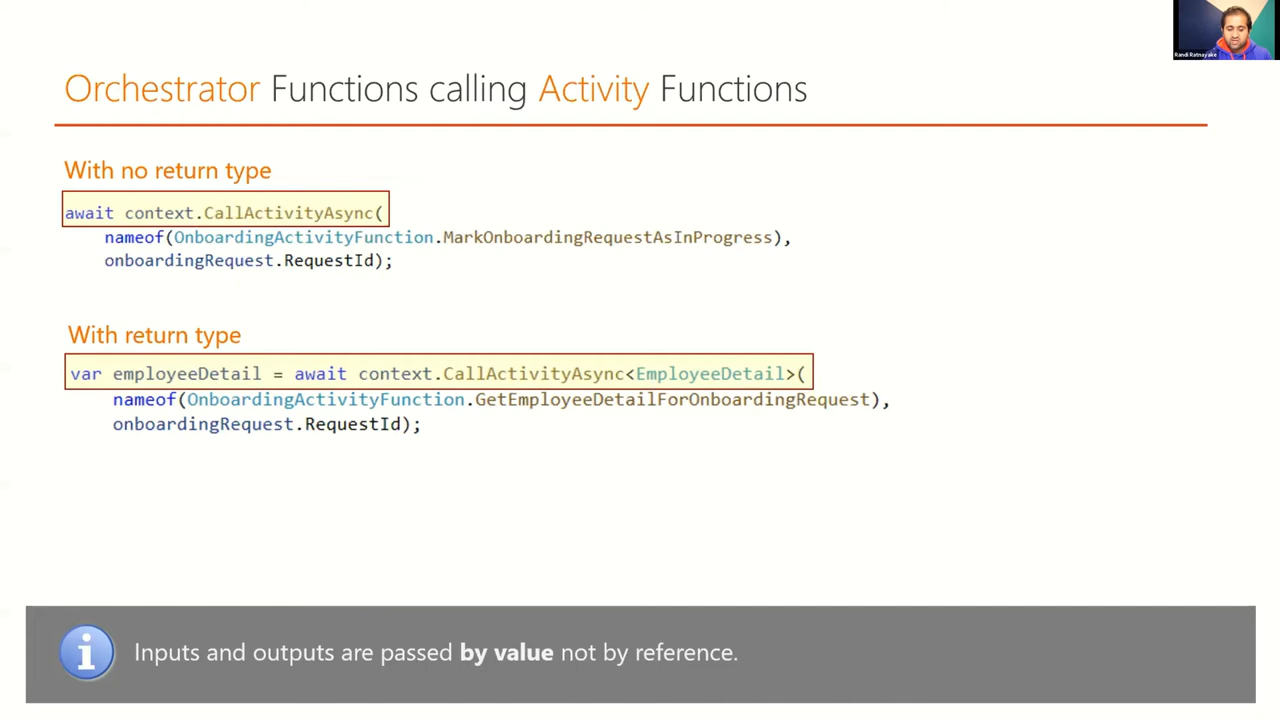 Randi Ratnayake
Orchestrator Functions calling Activity Functions
With no return type
await context.CallActivityAsync(
nameof(OnboardingActivityFunction.MarkOnboardingRequestAsInProgress),
onboardingRequest.RequestId);
With return type
var employeeDetail = await context.CallActivityAsync<EmployeeDetail>(
nameof(OnboardingActivityFunction.GetEmployeeDetailForOnboardingRequest),
onboardingRequest.RequestId);
Inputs and outputs are passed by value not by reference.